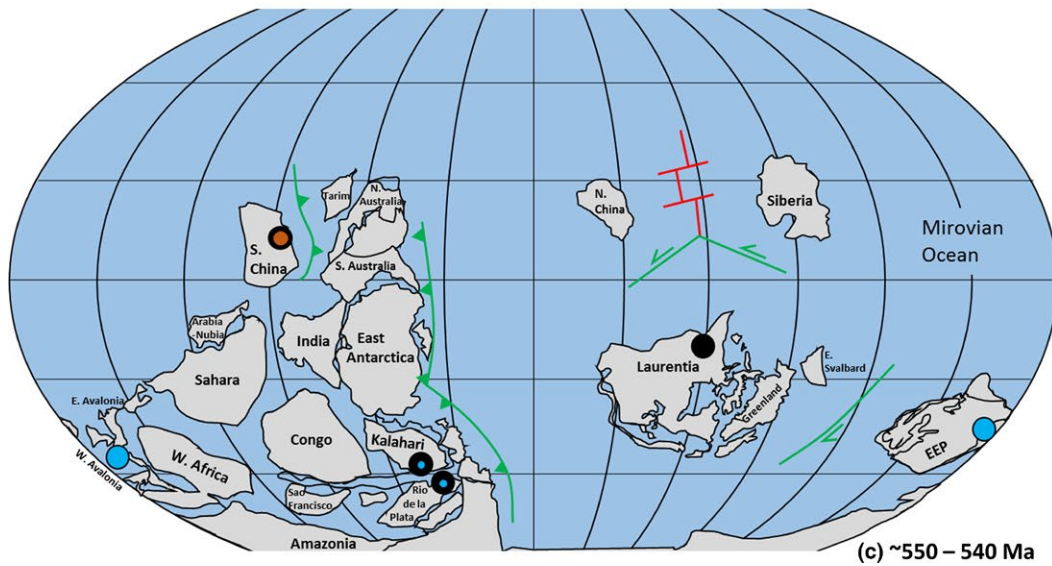 Tarim
N.
Australia
N.
China
Siberia
S.
China
Mirovian
Ocean
S. Australia
Arabia
-Nubia
India
East
Antarctica
Laurentia
E.
Svalbard
Sahara
E. Avalonia
Greenland
Congo
Kalahari
W. Avalonia
W. Africa
EEP
Sao
Francisco
Rio
de la
Plata
Amazonia
(c) ~550 – 540 Ma